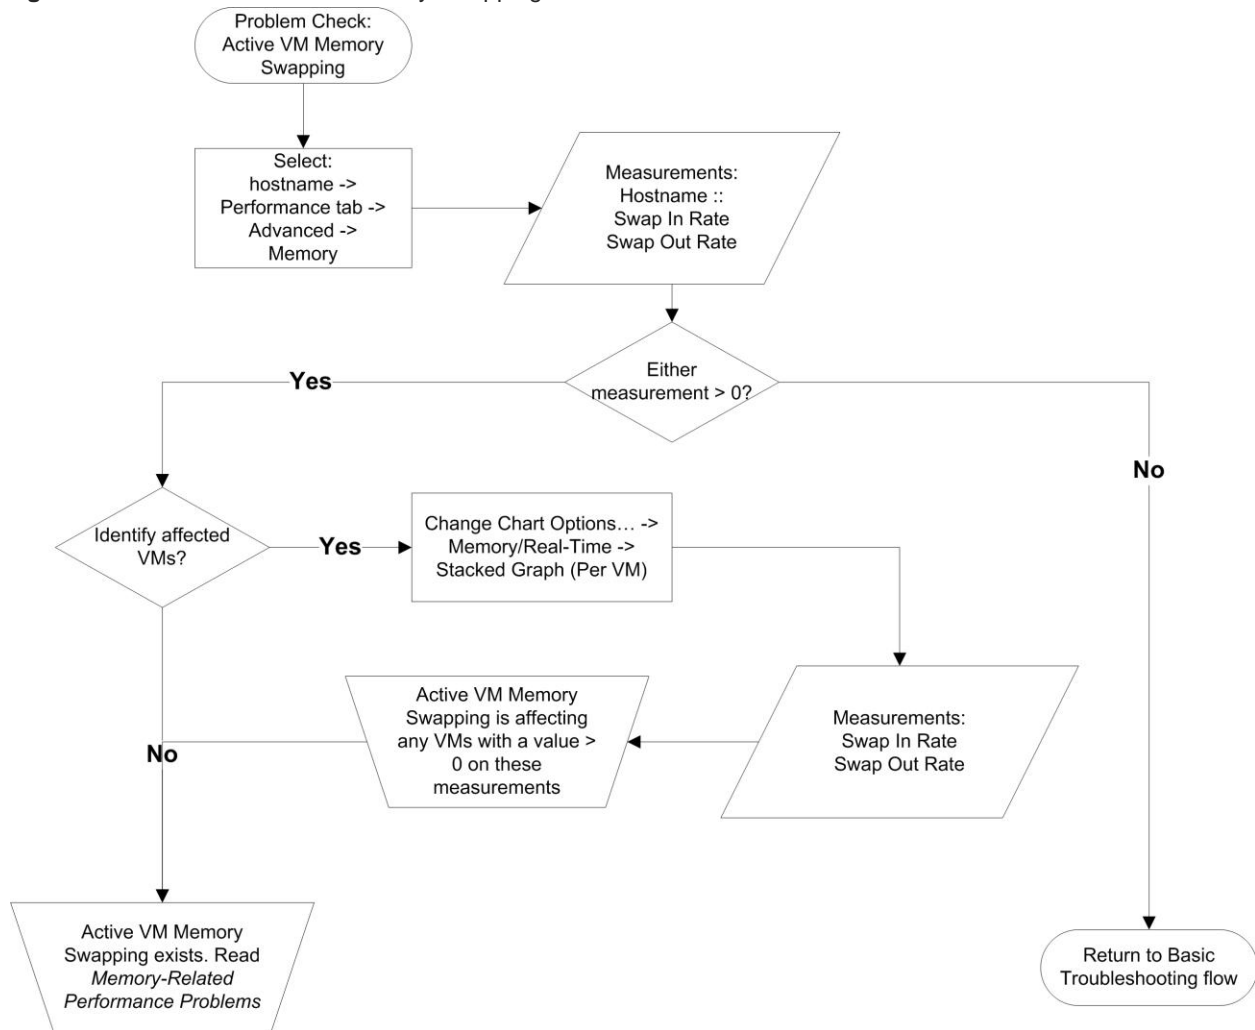 Problem Check:
Active VM Memory
Swapping
Select:
hostname ->
Performance tab ->
Advanced ->
Memory
Measurements:
Hostname ::
Swap In Rate
Swap Out Rate
Either
measurement > 0?
Yes
No
Identify affected
VMs?
Yes
Change Chart Options... ->
Memory/Real-Time ->
Stacked Graph (Per VM)
Measurements:
Swap In Rate
Swap Out Rate
Active VM Memory
Swapping is affecting
any VMs with a value >
0 on these
measurements
No
Active VM Memory
Swapping exists. Read
Memory-Related
Performance Problems
Return to Basic
Troubleshooting flow